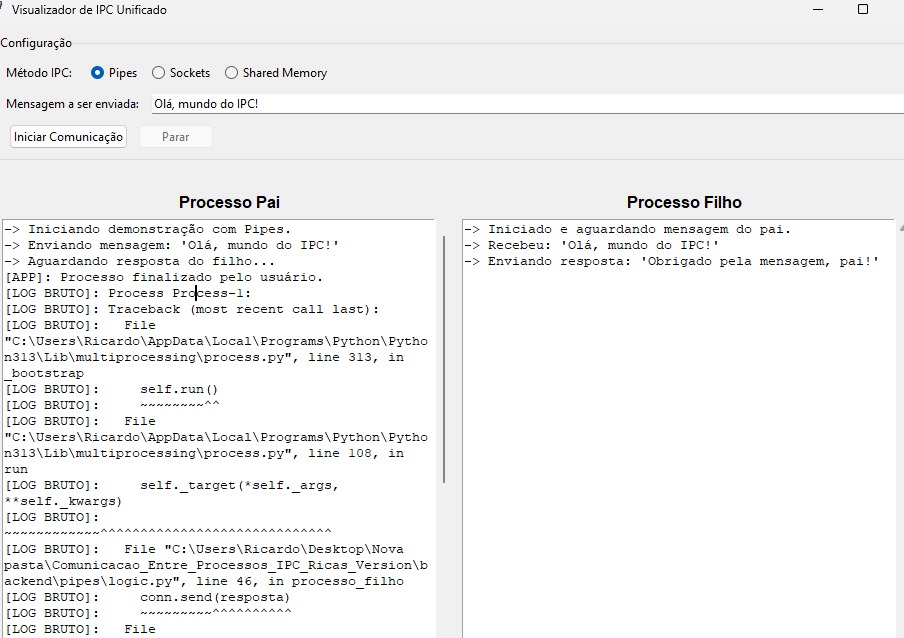 Visualizador de IPC Unificado
Configuração
Método IPC: Pipes Sockets Shared Memory
Mensagem a ser enviada: Olá, mundo do IPC!
Iniciar Comunicação Parar
Processo Pai
-> Iniciando demonstração com Pipes.
-> Enviando mensagem: 'Olá, mundo do IPC!'
-> Aguardando resposta do filho...
[APP]: Processo finalizado pelo usuário.
[LOG BRUTO]: Process Process-1:
[LOG BRUTO]: Traceback (most recent call last):
[LOG BRUTO]:   File
"C:\Users\Ricardo\AppData\Local\Programs\Python\Pytho
n313\Lib\multiprocessing\process.py", line 313, in
_bootstrap
[LOG BRUTO]:     self.run()
[LOG BRUTO]:     ~~~~~~~~^^
[LOG BRUTO]:   File
"C:\Users\Ricardo\AppData\Local\Programs\Python\Pytho
n313\Lib\multiprocessing\process.py", line 108, in
run
[LOG BRUTO]:     self._target(*self._args,
**self._kwargs)
[LOG BRUTO]:
~~~~~~~~~~~~^^^^^^^^^^^^^^^^^^^^^^^^^^^^^
[LOG BRUTO]:   File "C:\Users\Ricardo\Desktop\Nova
pasta\Comunicacao_Entre_Processos_IPC_Ricas_Version\b
ackend\pipes\logic.py", line 46, in processo_filho
[LOG BRUTO]:     conn.send(resposta)
[LOG BRUTO]:     ~~~~~~~~~^^^^^^^^^^
[LOG BRUTO]:   File
Processo Filho
-> Iniciado e aguardando mensagem do pai.
-> Recebeu: 'Olá, mundo do IPC!'
-> Enviando resposta: 'Obrigado pela mensagem, pai!'